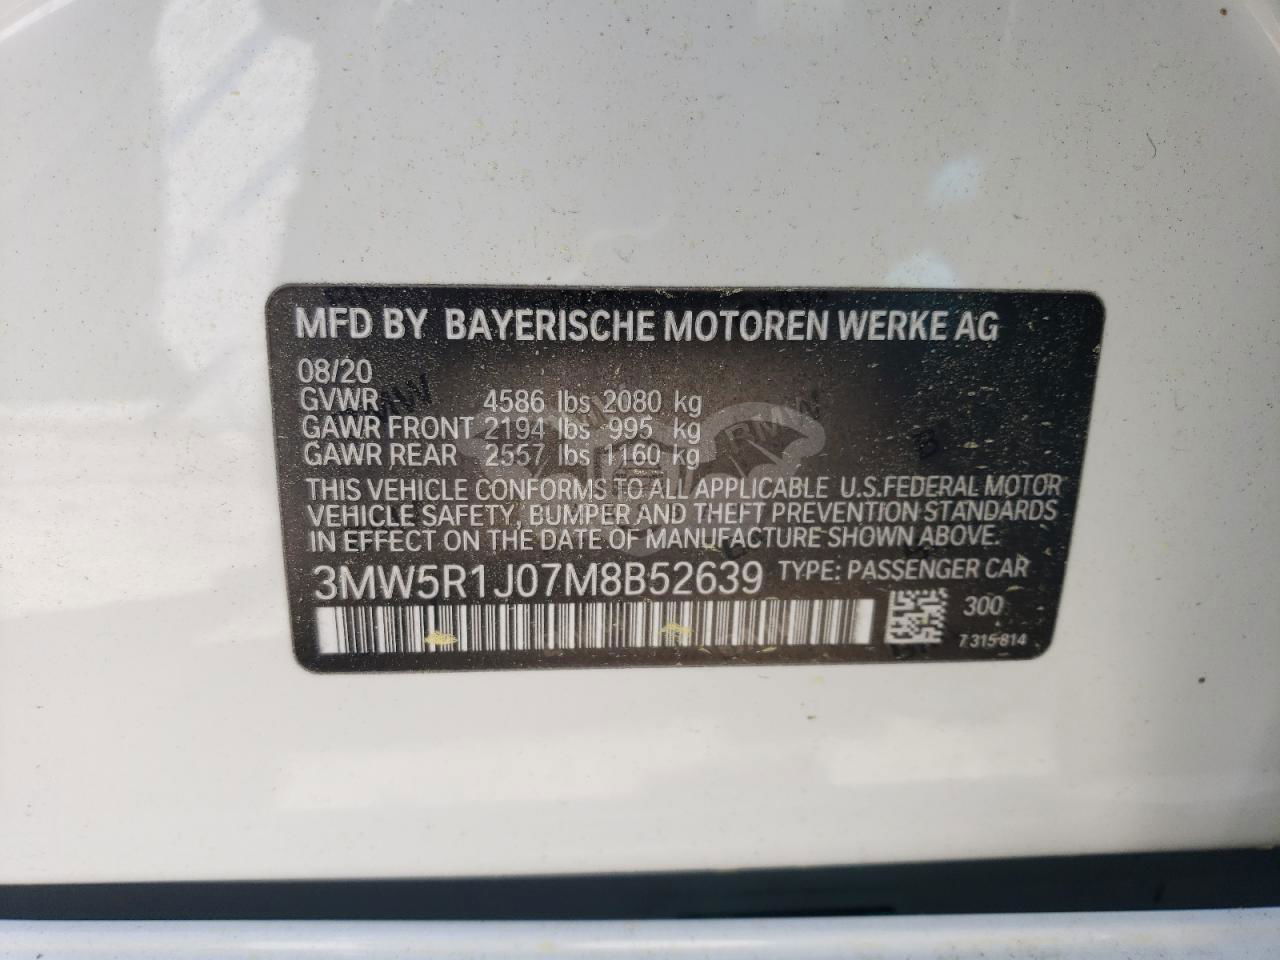 MFD BY BAYERISCHE MOTOREN WERKE AG
08/20
GVWR 4586 lbs 2080 kg
GAWR FRONT 2194 lbs 995 kg
GAWR REAR 2557 lbs 1160 kg
THIS VEHICLE CONFORMS TO ALL APPLICABLE U.S.FEDERAL MOTOR
VEHICLE SAFETY, BUMPER AND THEFT PREVENTION STANDARDS
IN EFFECT ON THE DATE OF MANUFACTURE SHOWN ABOVE.
3MW5R1J07M8B52639 TYPE: PASSENGER CAR
300
7 315 814